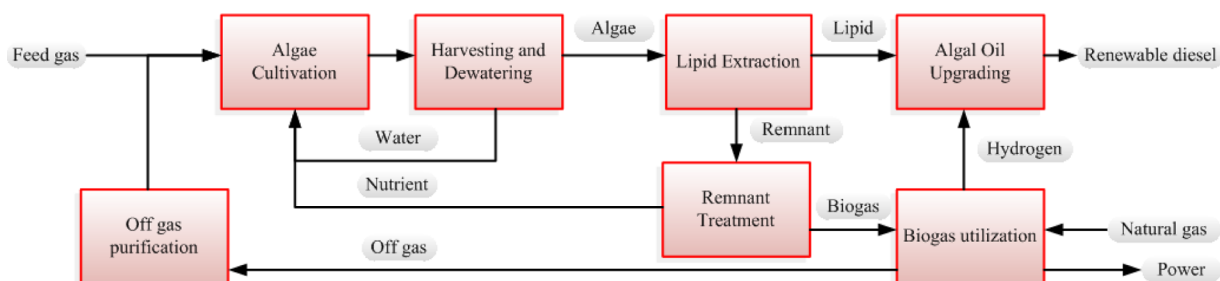 Feed gas
Algae
Cultivation
Harvesting and
Dewatering
Algae
Lipid Extraction
Lipid
Algal Oil
Upgrading
Renewable diesel
Water
Nutrient
Remnant
Hydrogen
Off gas
purification
Remnant
Treatment
Biogas
Biogas utilization
Natural gas
Off gas
Power